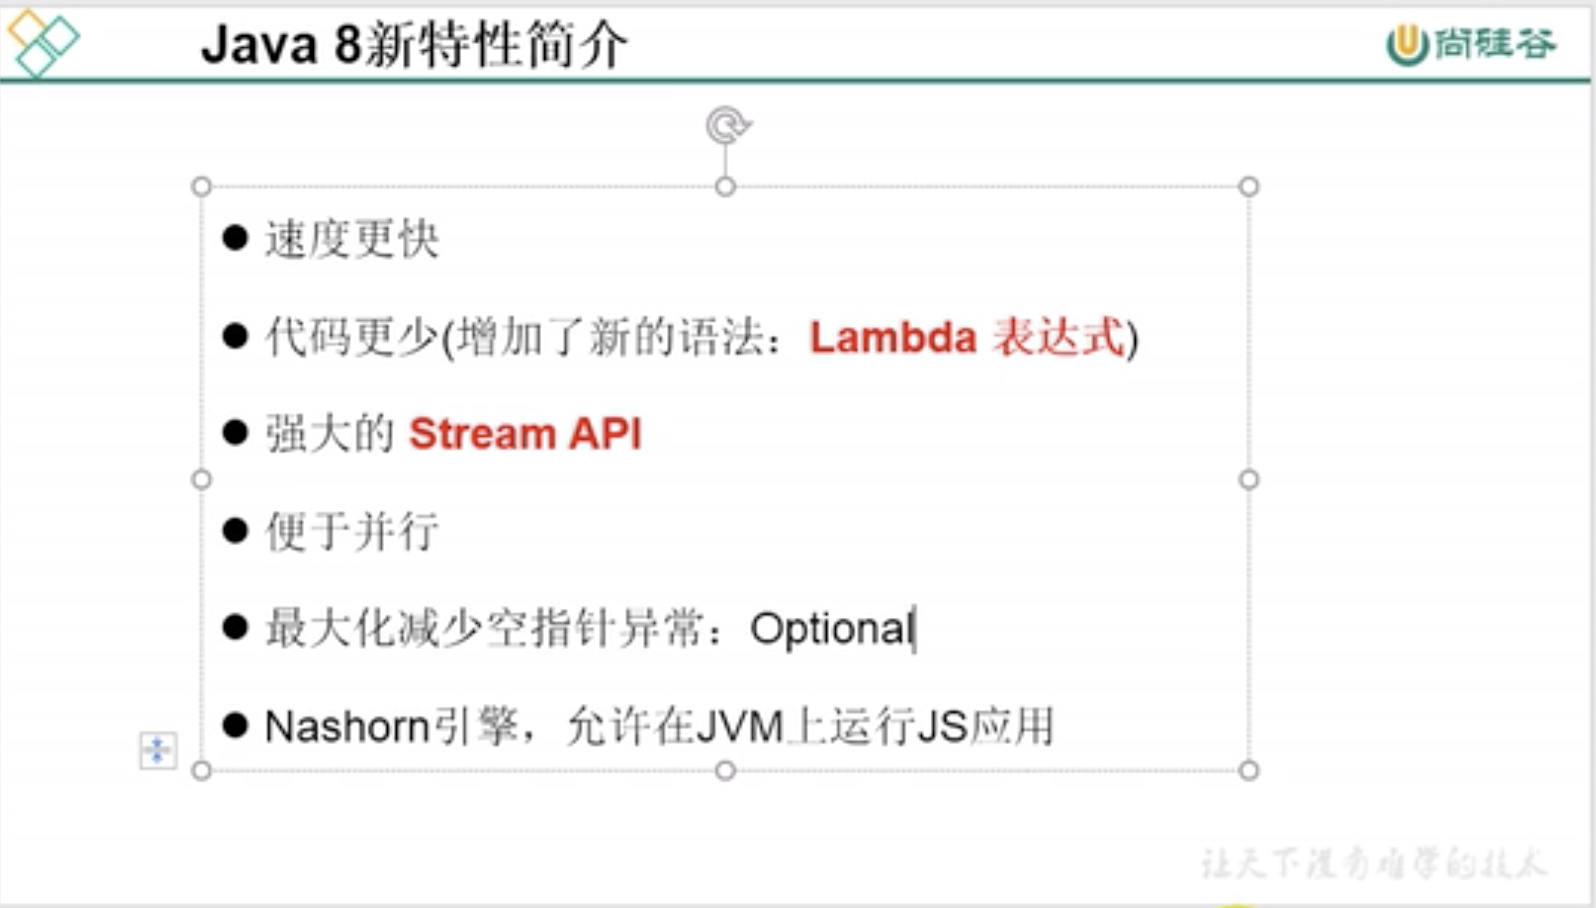 Java 8新特性简介
尚硅谷
速度更快
代码更少(增加了新的语法：Lambda 表达式)
强大的 Stream API
便于并行
最大化减少空指针异常：Optional
Nashorn引擎，允许在JVM上运行JS应用
让天下没有难学的技术